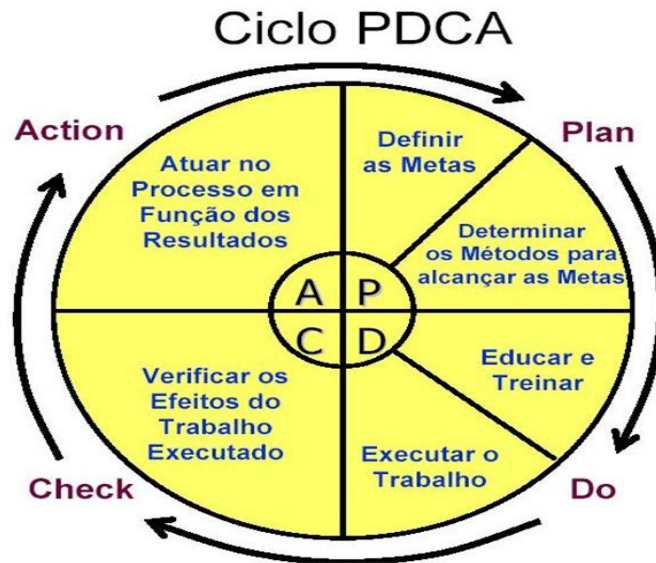 Ciclo PDCA
Action
Plan
Atuar no
Processo em
Função dos
Resultados
Definir
as Metas
Determinar
os Métodos para
alcançar as Metas
A P
C D
Verificar os
Efeitos do
Trabalho
Executado
Educar e
Treinar
Executar o
Trabalho
Check
Do